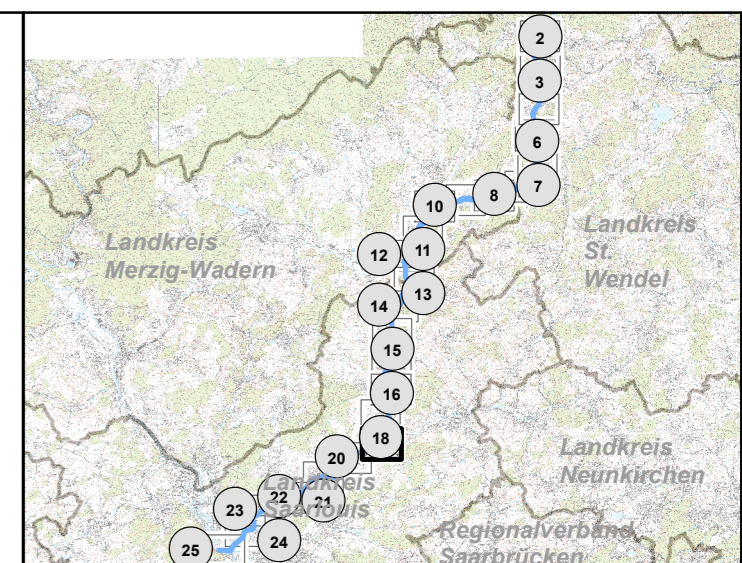 2
3
6
7
8
10
Landkreis
St.
Wendel
Landkreis
Merzig-Wadern
12
11
13
14
15
16
18
Landkreis
Neunkirchen
20
Landkreis
Saarlouis
22
21
23
24
Regionalverband
Saarbrücken
25